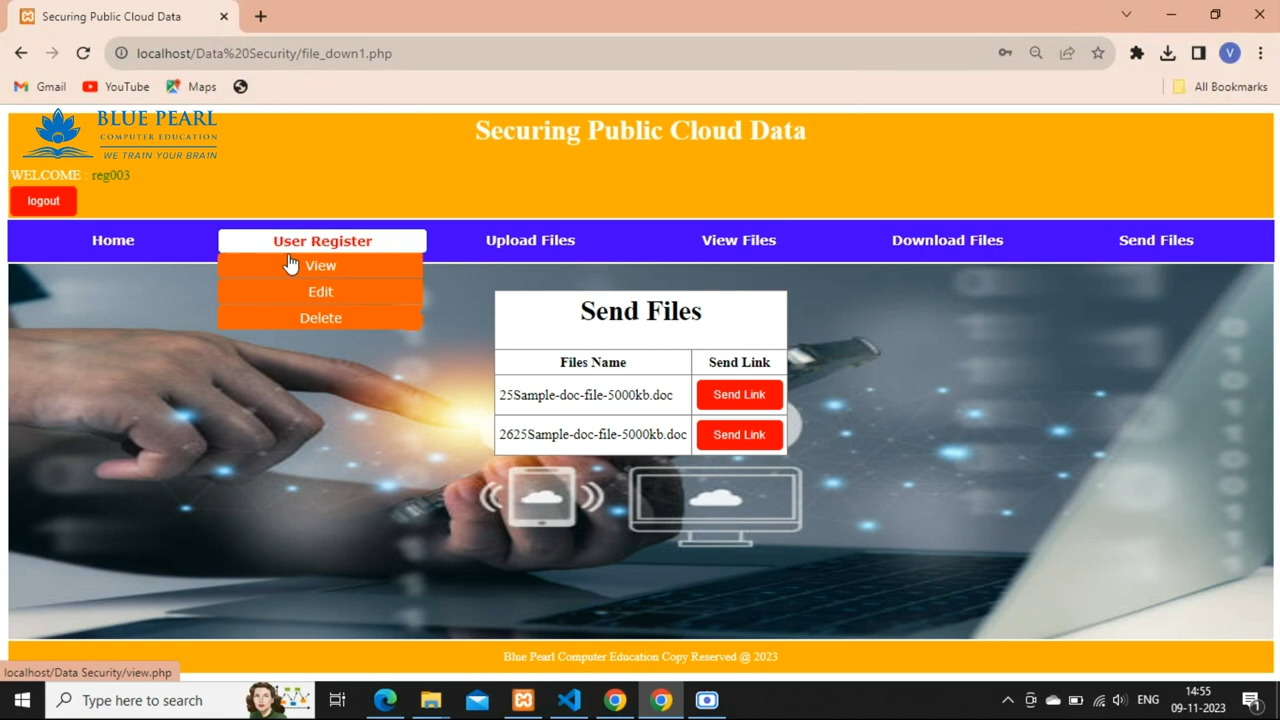 Securing Public Cloud Data
localhost/Data%20Security/file_down1.php
V
Gmail
YouTube
Maps
All Bookmarks
BLUE PEARL
COMPUTER EDUCATION
WE TRAIN YOUR BRAIN
Securing Public Cloud Data
WELCOME : reg003
logout
Home
User Register
Upload Files
View Files
Download Files
Send Files
View
Edit
Delete
Send Files
Files Name
Send Link
25Sample-doc-file-5000kb.doc
Send Link
2625Sample-doc-file-5000kb.doc
Send Link
Blue Pearl Computer Education Copy Reserved @ 2023
localhost/Data Security/view.php
Type here to search
ENG
14:55
09-11-2023
1